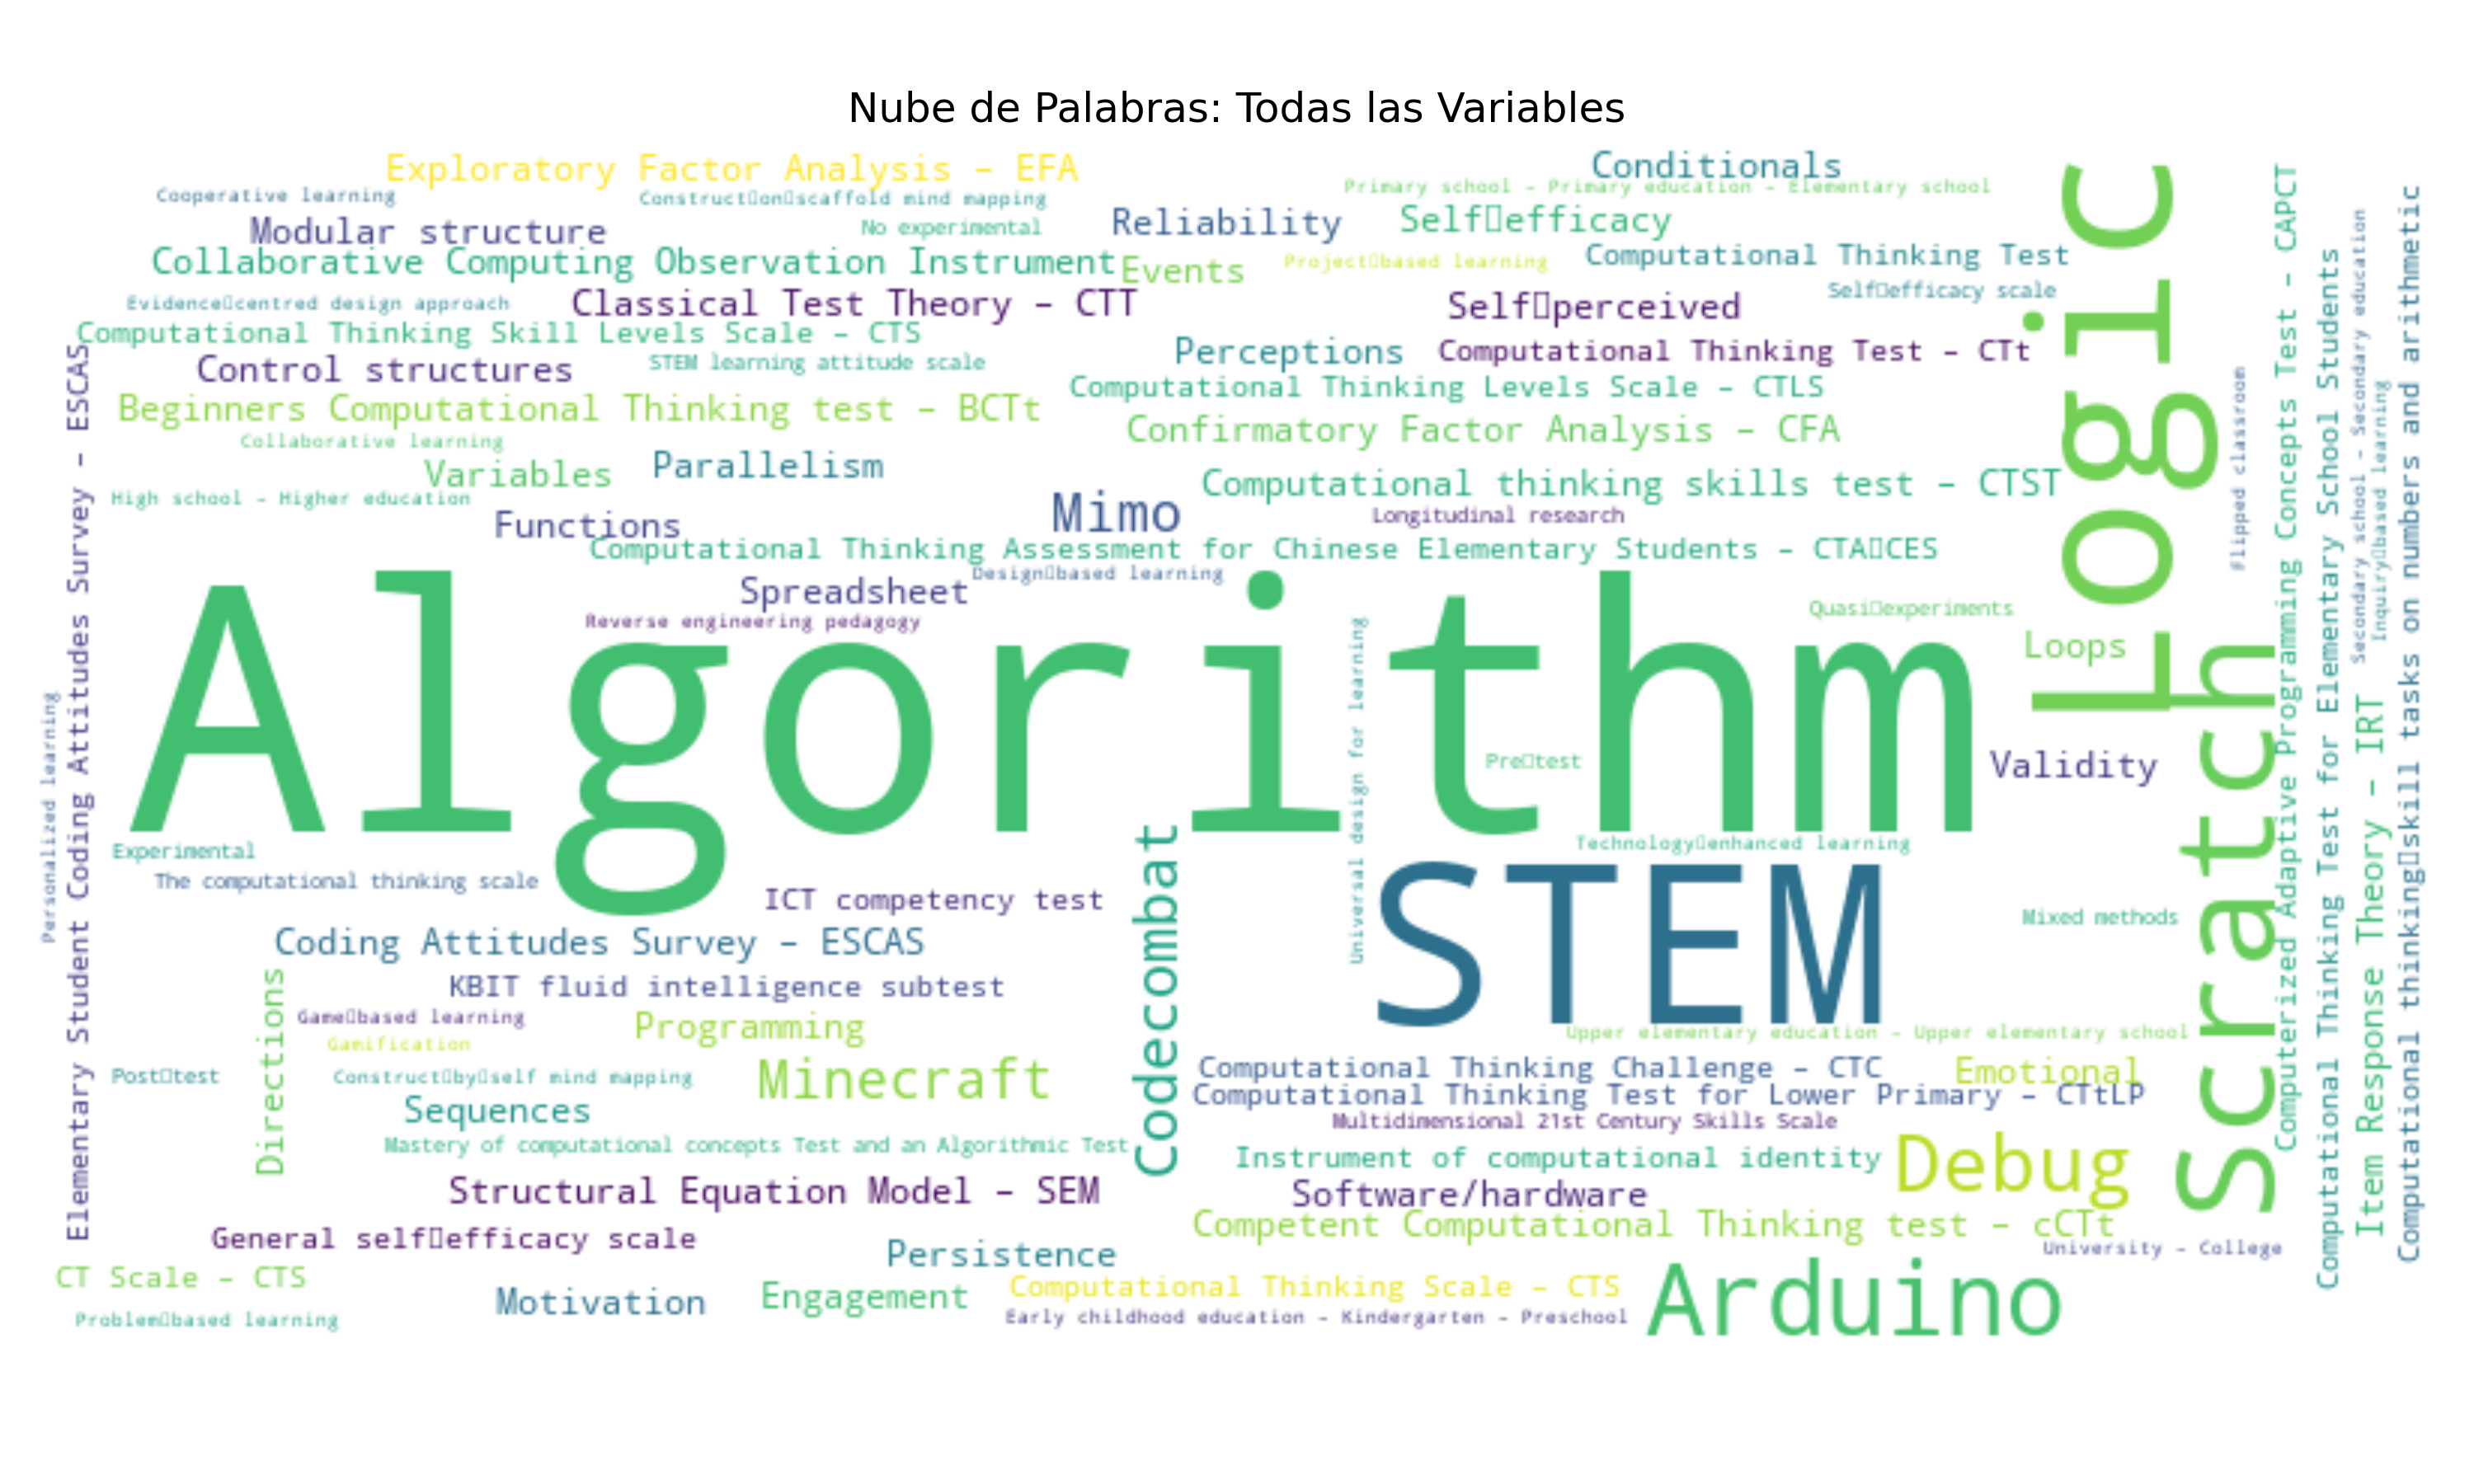 Nube de Palabras: Todas las Variables
Exploratory Factor Analysis – EFA
Conditionals
Cooperative learning
Construct▯on▯scaffold mind mapping
Primary school – Primary education – Elementary school
Modular structure
No experimental
Reliability
Self▯efficacy
Collaborative Computing Observation Instrument
Events
Project▯based learning
Computational Thinking Test
Evidence▯centred design approach
Classical Test Theory – CTT
Self▯perceived
Self▯efficacy scale
Computational Thinking Skill Levels Scale – CTS
Control structures
STEM learning attitude scale
Perceptions
Computational Thinking Test – CTt
Beginners Computational Thinking test – BCTt
Computational Thinking Levels Scale – CTLS
Confirmatory Factor Analysis – CFA
Collaborative learning
Variables
Parallelism
Computational thinking skills test – CTST
High school – Higher education
Mimo
Longitudinal research
Functions
Computational Thinking Assessment for Chinese Elementary Students – CTA▯CES
Spreadsheet
Design▯based learning
Reverse engineering pedagogy
Quasi▯experiments
Algorithm
Loops
Pre▯test
Validity
Universal design for learning
Technology▯enhanced learning
Experimental
The computational thinking scale
ICT competency test
STEM
Mixed methods
Coding Attitudes Survey – ESCAS
Codecombat
KBIT fluid intelligence subtest
Directions
Game▯based learning
Programming
Gamification
Upper elementary education – Upper elementary school
Post▯test
Construct▯by▯self mind mapping
Minecraft
Computational Thinking Challenge – CTC
Emotional
Computational Thinking Test for Lower Primary – CTtLP
Sequences
Multidimensional 21st Century Skills Scale
Mastery of computational concepts Test and an Algorithmic Test
Instrument of computational identity
Debug
Structural Equation Model – SEM
Software/hardware
Competent Computational Thinking test – cCTt
General self▯efficacy scale
Persistence
University – College
CT Scale – CTS
Motivation
Engagement
Computational Thinking Scale – CTS
Arduino
Problem▯based learning
Early childhood education – Kindergarten – Preschool
Personalized learning
Elementary Student Coding Attitudes Survey – ESCAS
Logic
Scratch
Flipped classroom
Computerized Adaptive Programming Concepts Test – CAPCT
Computational Thinking Test for Elementary School Students
Secondary school – Secondary education
Inquiry▯based learning
Item Response Theory – IRT
Computational thinking▯skill tasks on numbers and arithmetic